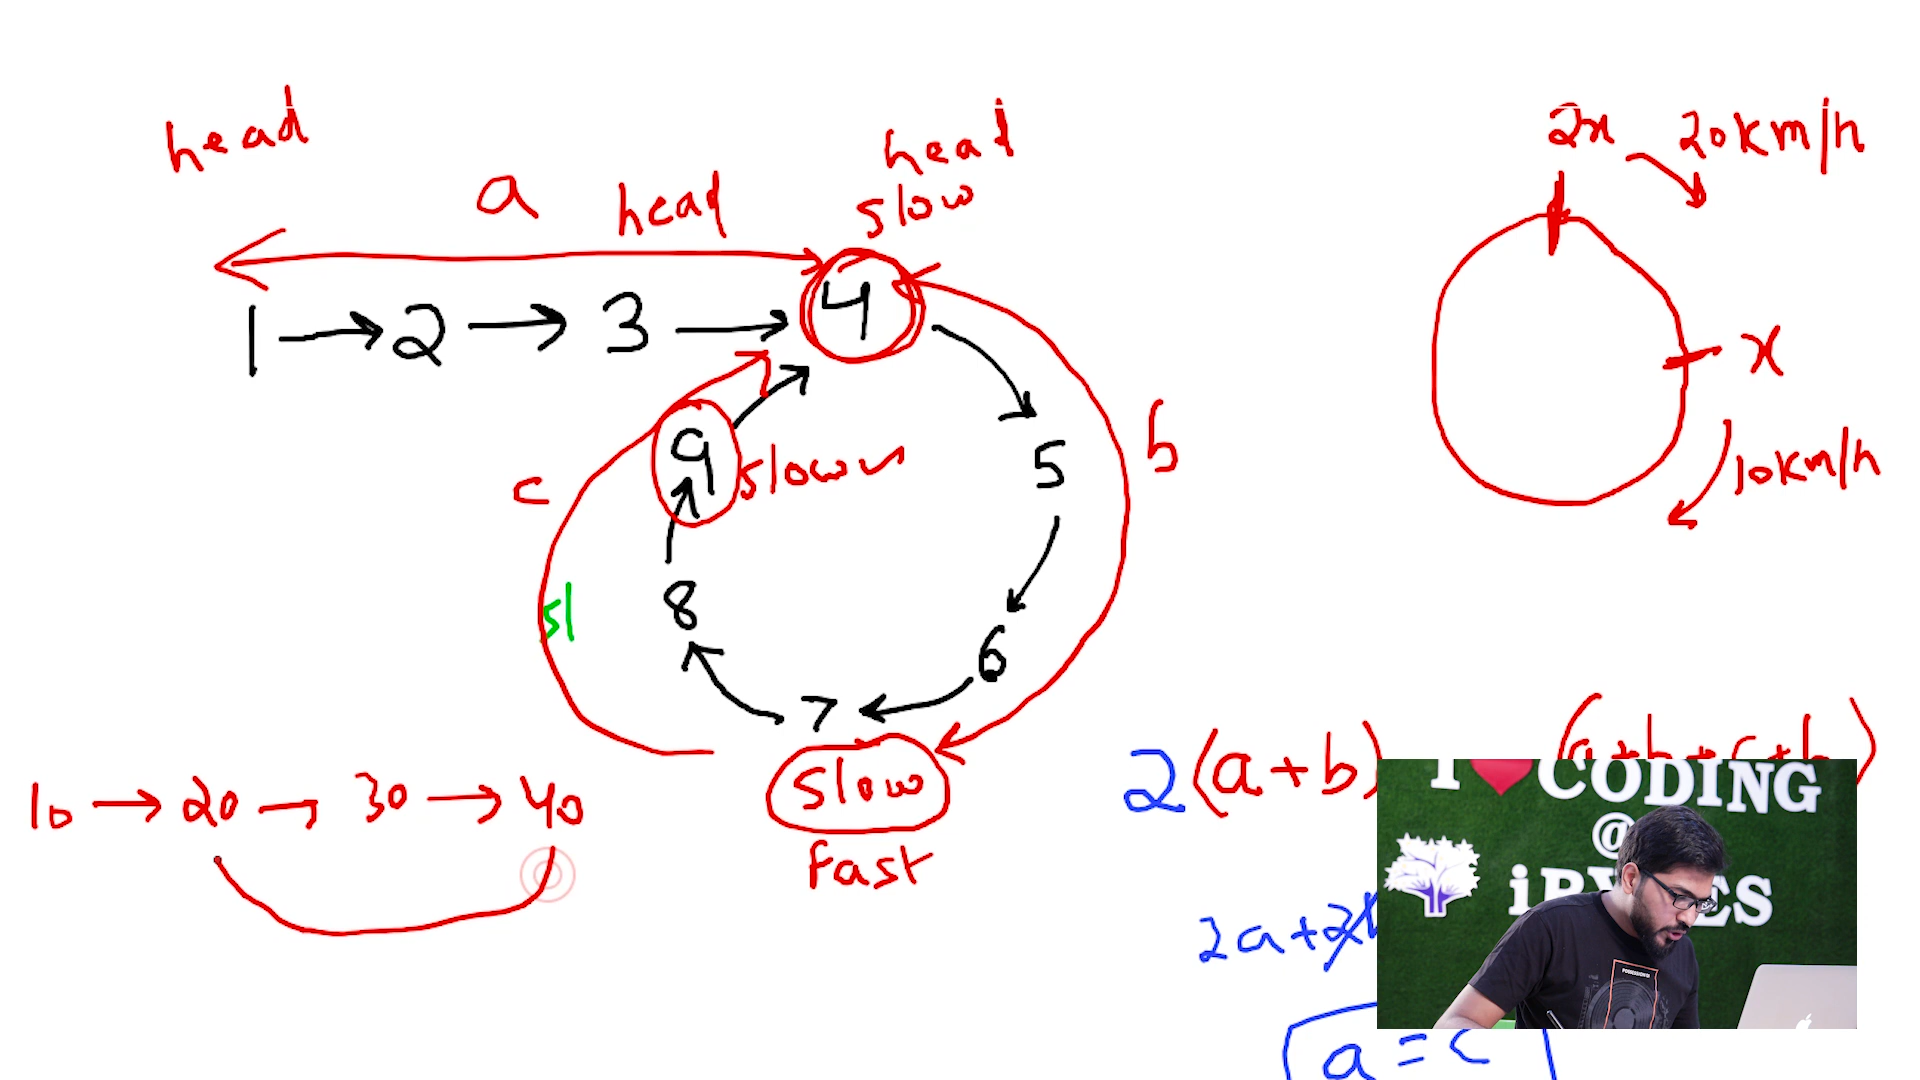 head
a
head
head
slow
1 → 2 → 3 → 4
5
6
7
8
9
slow
b
c
sl
slow
Fast
10 → 20 → 30 → 40
2x
20km/h
x
10km/h
2(a+b)
(a+b+c+b)
2a+2b
a = c
I ❤ CODING
@
ES